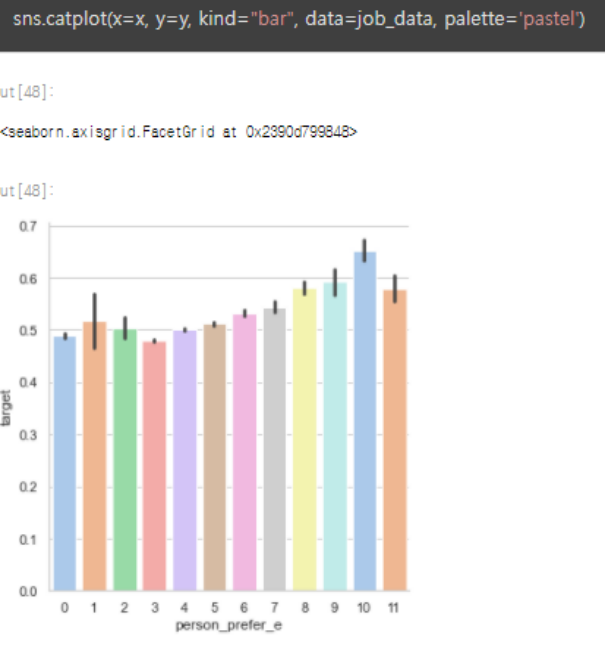 sns.catplot(x=x, y=y, kind="bar", data=job_data, palette='pastel')
ut[48]:
<seaborn.axisgrid.FacetGrid at 0x2390d799848>
ut[48]:
0.7
0.6
0.5
0.4
0.3
0.2
0.1
0.0
target
0 1 2 3 4 5 6 7 8 9 10 11
person_prefer_e